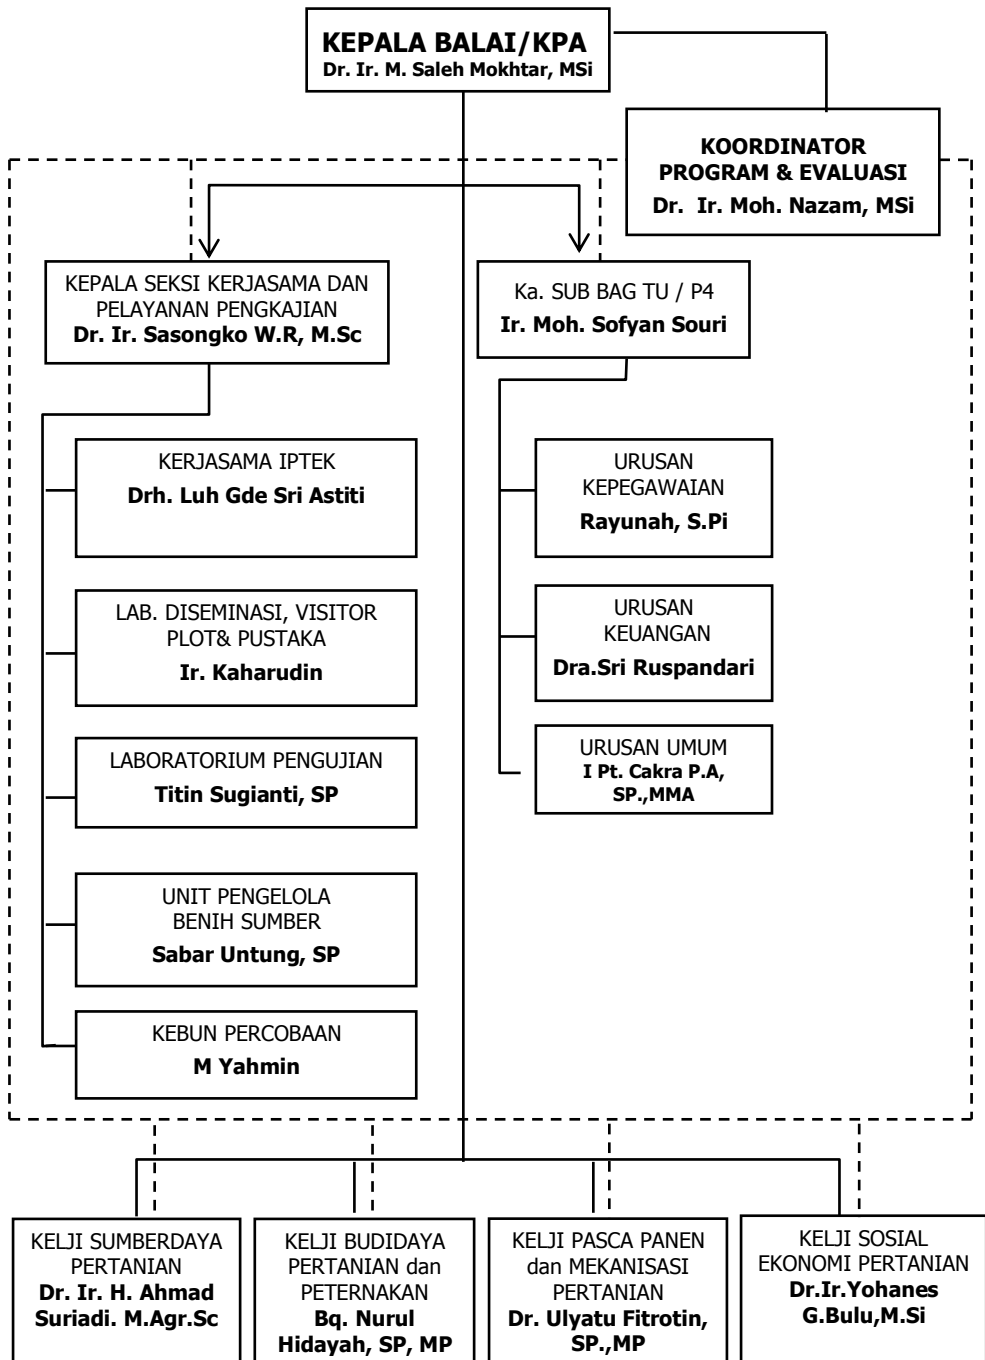 KEPALA BALAI/KPA
Dr. Ir. M. Saleh Mokhtar, MSi
KOORDINATOR
PROGRAM & EVALUASI
Dr. Ir. Moh. Nazam, MSi
KEPALA SEKSI KERJASAMA DAN
PELAYANAN PENGKAJIAN
Dr. Ir. Sasongko W.R, M.Sc
Ka. SUB BAG TU / P4
Ir. Moh. Sofyan Souri
KERJASAMA IPTEK
Drh. Luh Gde Sri Astiti
LAB. DISEMINASI, VISITOR
PLOT& PUSTAKA
Ir. Kaharudin
LABORATORIUM PENGUJIAN
Titin Sugianti, SP
UNIT PENGELOLA
BENIH SUMBER
Sabar Untung, SP
KEBUN PERCOBAAN
M Yahmin
URUSAN
KEPEGAWAIAN
Rayunah, S.Pi
URUSAN
KEUANGAN
Dra.Sri Ruspandari
URUSAN UMUM
I Pt. Cakra P.A,
SP.,MMA
KELJI SUMBERDAYA
PERTANIAN
Dr. Ir. H. Ahmad
Suriadi. M.Agr.Sc
KELJI BUDIDAYA
PERTANIAN dan
PETERNAKAN
Bq. Nurul
Hidayah, SP, MP
KELJI PASCA PANEN
dan MEKANISASI
PERTANIAN
Dr. Ulyatu Fitrotin,
SP.,MP
KELJI SOSIAL
EKONOMI PERTANIAN
Dr.Ir.Yohanes
G.Bulu,M.Si